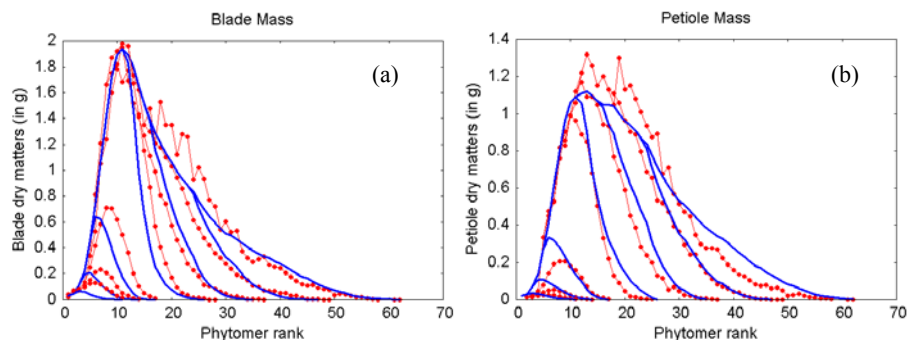 Blade Mass
2
1.8
1.6
1.4
1.2
1
0.8
0.6
0.4
0.2
0
Blade dry matters (in g)
(a)
0 10 20 30 40 50 60 70
Phytomer rank
Petiole Mass
1.4
1.2
1
0.8
0.6
0.4
0.2
0
Petiole dry matters (in g)
(b)
0 10 20 30 40 50 60 70
Phytomer rank